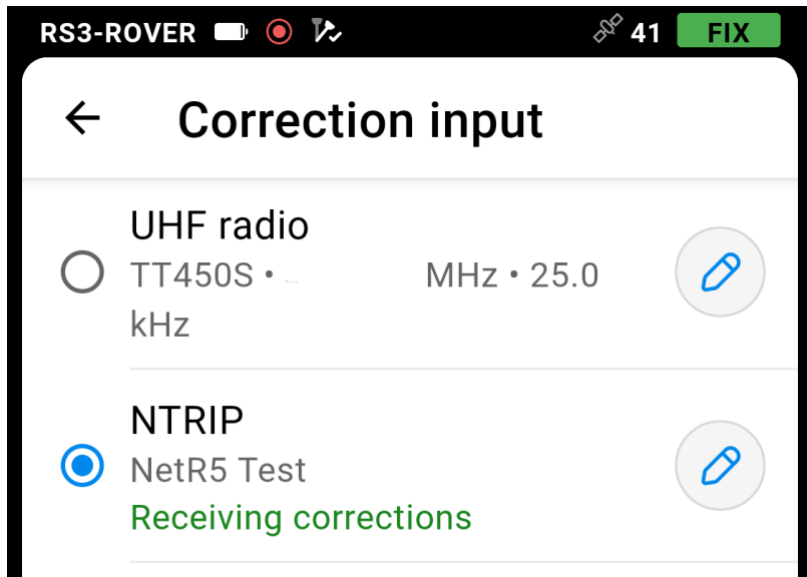 RS3-ROVER 41 FIX
Correction input
UHF radio
TT450S • MHz • 25.0
kHz
NTRIP
NetR5 Test
Receiving corrections